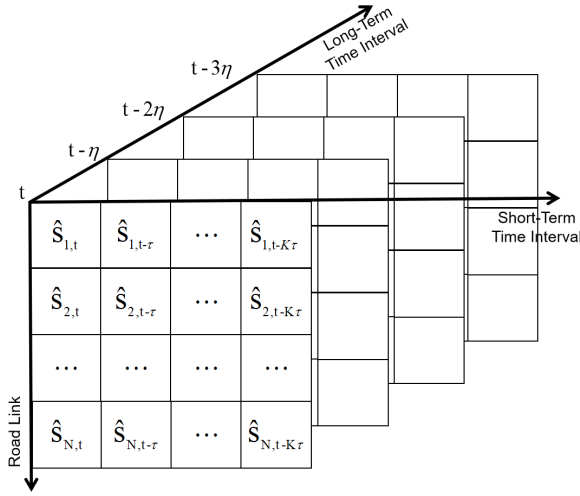 Long-Term
Time Interval
t - 3η
t - 2η
t - η
t
Short-Term
Time Interval
Ŝ1,t Ŝ1,t-τ ... Ŝ1,t-Kτ
Ŝ2,t Ŝ2,t-τ ... Ŝ2,t-Kτ
... ... ... ...
ŜN,t ŜN,t-τ ... ŜN,t-Kτ
Road Link